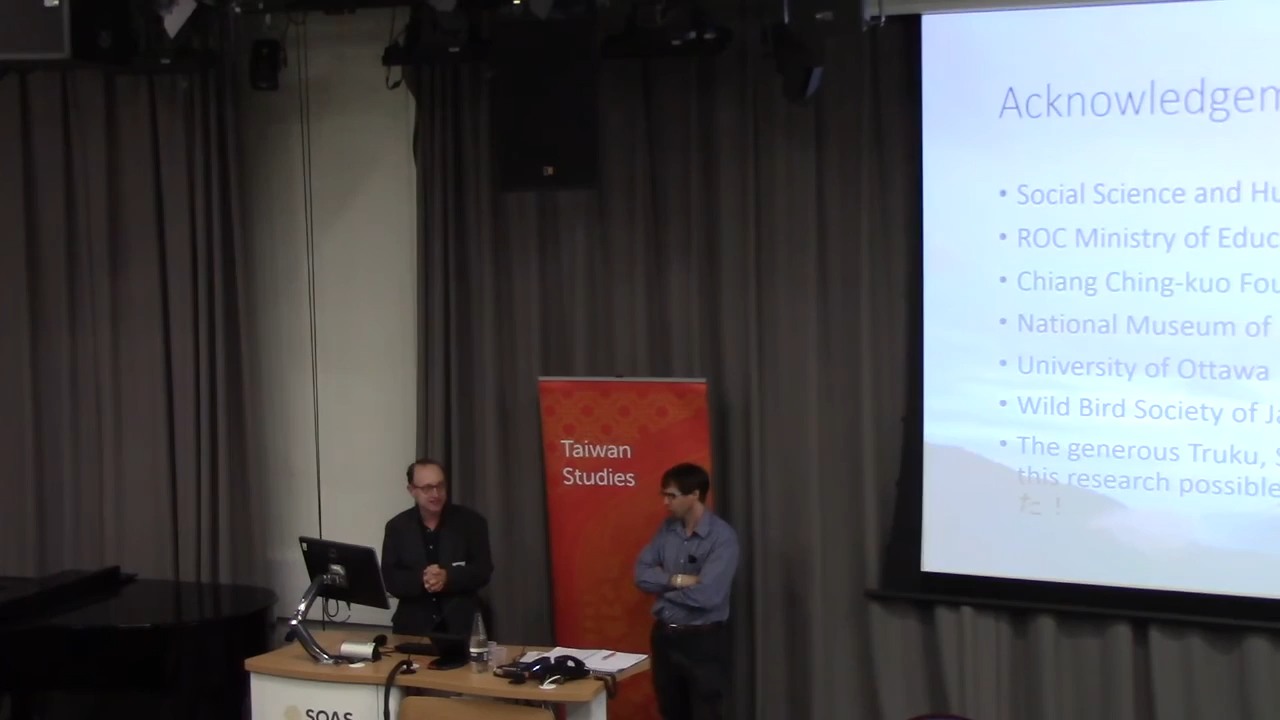 Acknowledgem
• Social Science and Hu
• ROC Ministry of Educ
• Chiang Ching-kuo Fou
• National Museum of
• University of Ottawa
• Wild Bird Society of Ja
• The generous Truku, S
this research possible
た！
Taiwan
Studies
SOAS